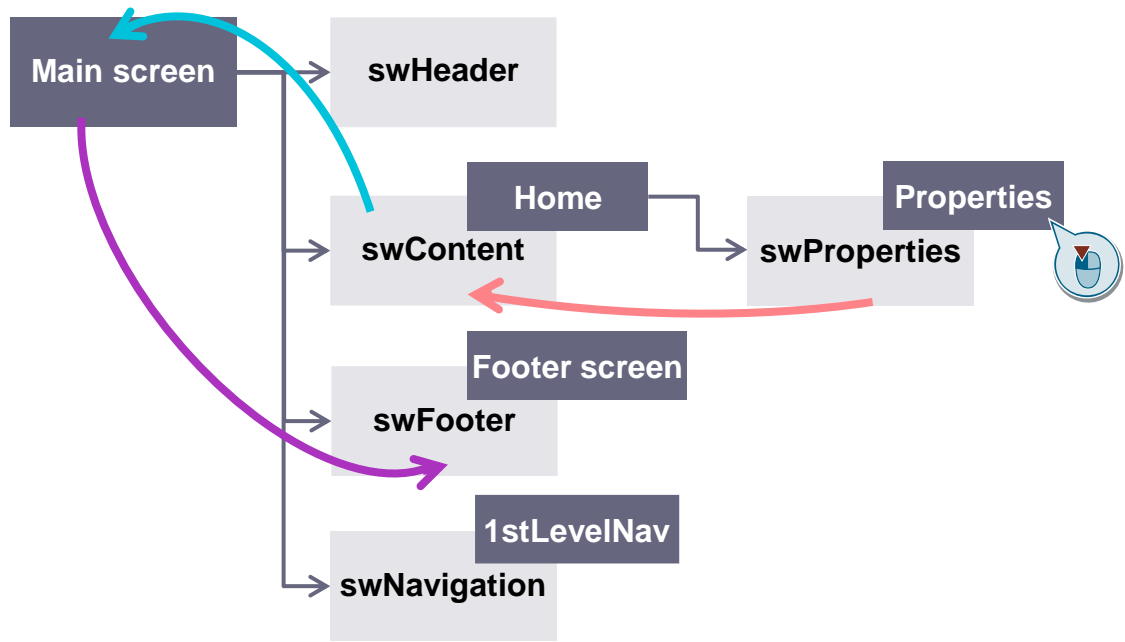 Main screen
swHeader
Home
swContent
Properties
swProperties
Footer screen
swFooter
1stLevelNav
swNavigation